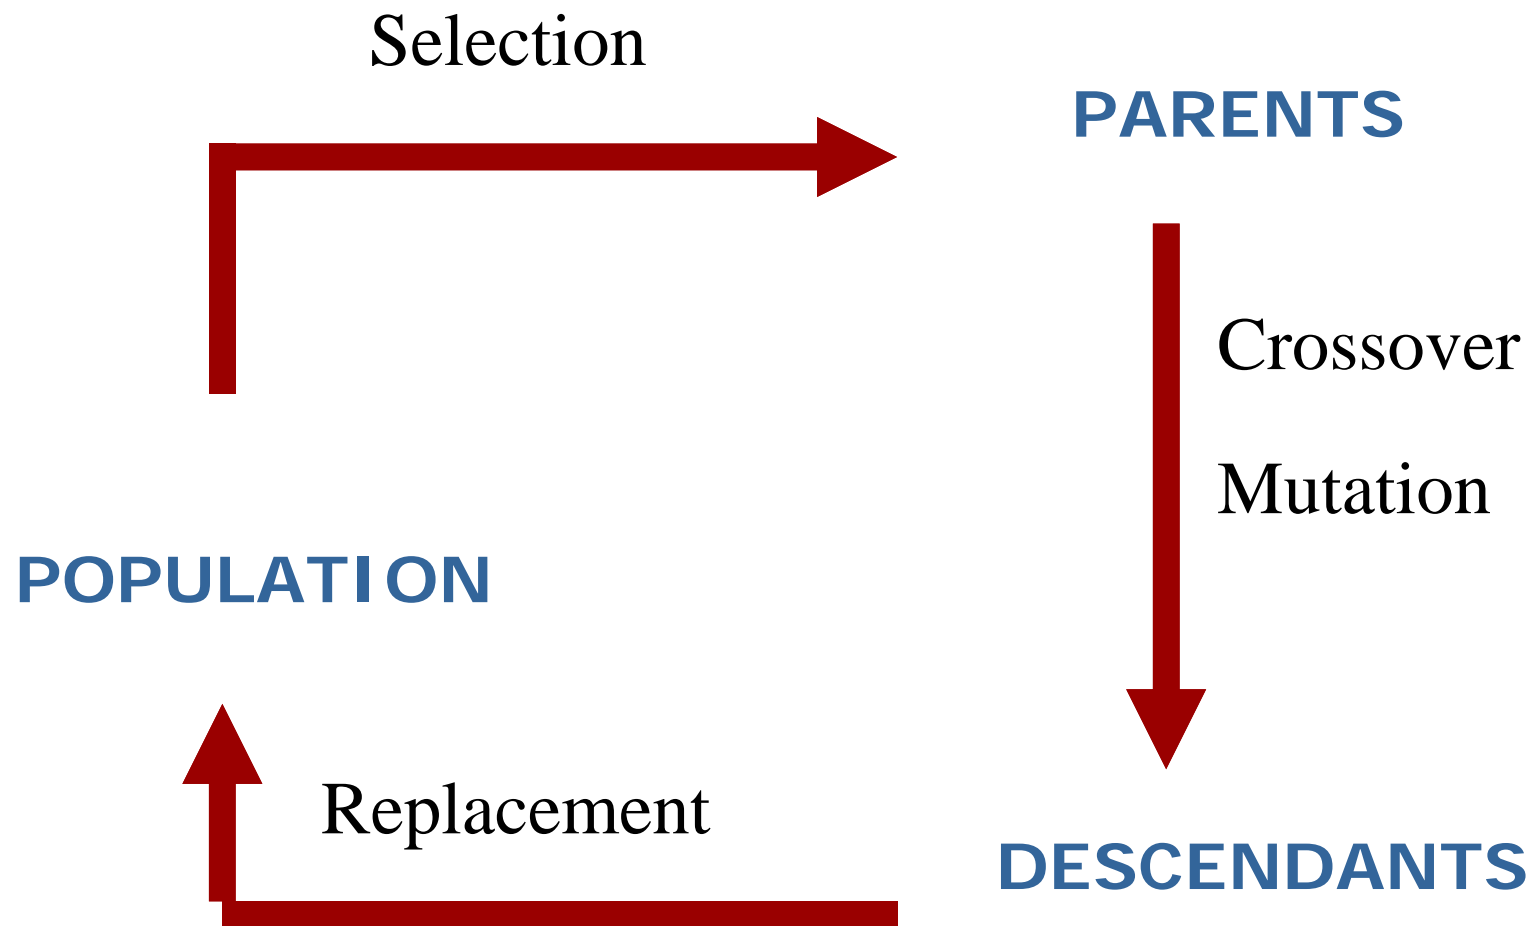 Selection
PARENTS
Crossover
Mutation
POPULATION
Replacement
DESCENDANTS